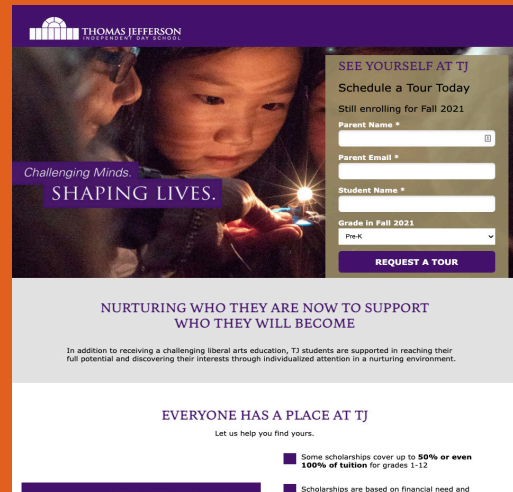 THOMAS JEFFERSON
INDEPENDENT DAY SCHOOL
Challenging Minds.
SHAPING LIVES.
SEE YOURSELF AT TJ
Schedule a Tour Today
Still enrolling for Fall 2021
Parent Name *
Parent Email *
Student Name *
Grade in Fall 2021
Pre-K
REQUEST A TOUR
NURTURING WHO THEY ARE NOW TO SUPPORT
WHO THEY WILL BECOME
In addition to receiving a challenging liberal arts education, TJ students are supported in reaching their
full potential and discovering their interests through individualized attention in a nurturing environment.
EVERYONE HAS A PLACE AT TJ
Let us help you find yours.
Some scholarships cover up to 50% or even
100% of tuition for grades 1-12
Scholarships are based on financial need and